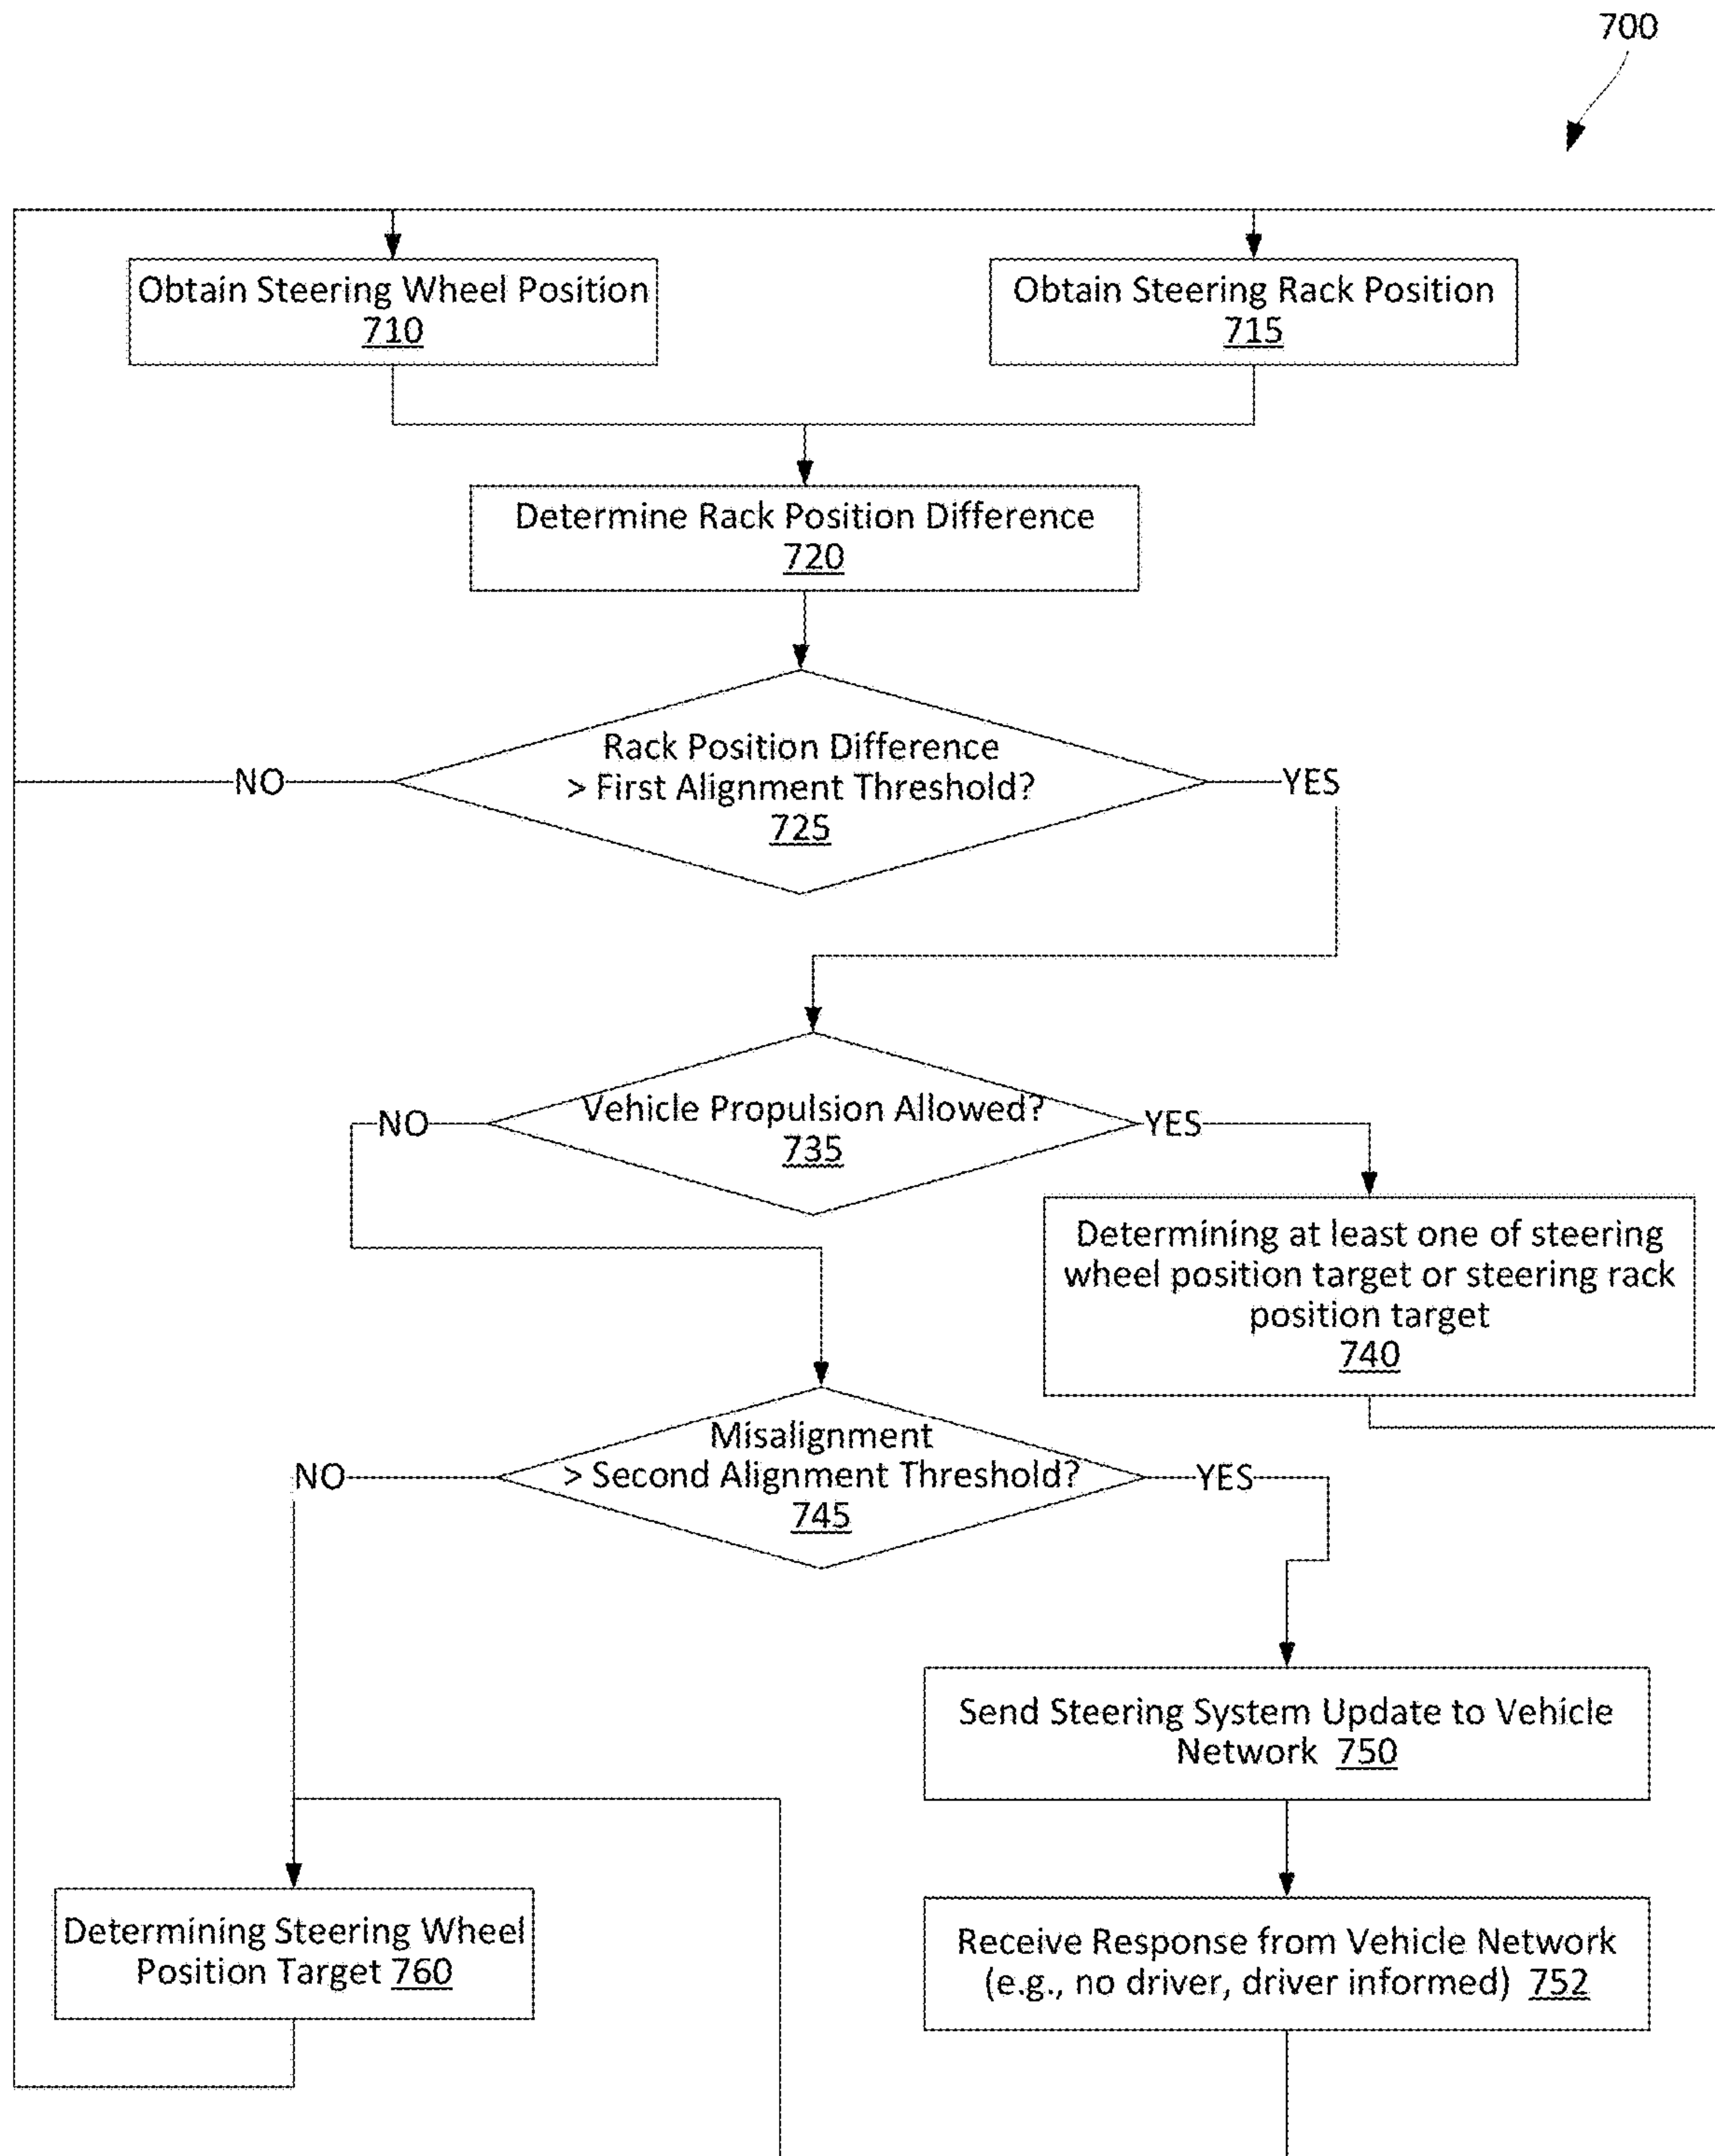 700
Obtain Steering Wheel Position
710
Obtain Steering Rack Position
715
Determine Rack Position Difference
720
Rack Position Difference
> First Alignment Threshold?
725
NO
YES
Vehicle Propulsion Allowed?
735
NO
YES
Determining at least one of steering
wheel position target or steering rack
position target
740
Misalignment
> Second Alignment Threshold?
745
NO
YES
Send Steering System Update to Vehicle
Network 750
Determining Steering Wheel
Position Target 760
Receive Response from Vehicle Network
(e.g., no driver, driver informed) 752